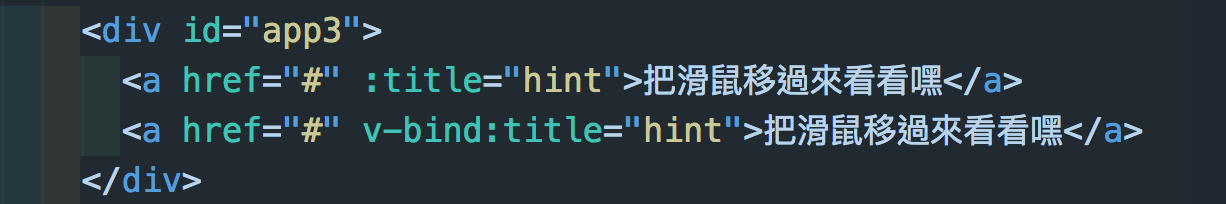 <div id="app3">
<a href="#" :title="hint">把滑鼠移過來看看嘿</a>
<a href="#" v-bind:title="hint">把滑鼠移過來看看嘿</a>
</div>